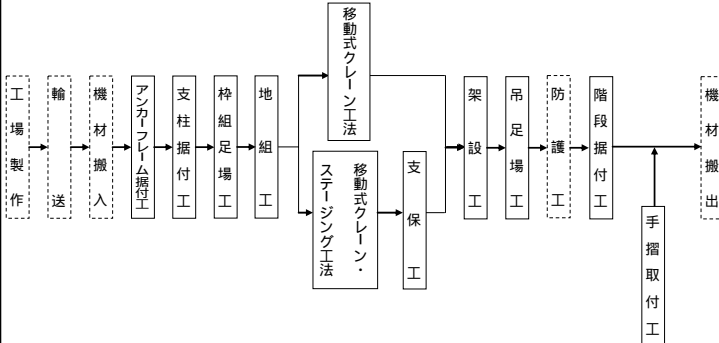 工場製作
輸送
機材搬入
アンカーフレーム据付工
支柱据付工
枠組足場工
地組工
移動式クレーン工法
移動式クレーン・
ステージング工法
支保工
架設工
吊足場工
防護工
階段据付工
手摺取付工
機材搬出